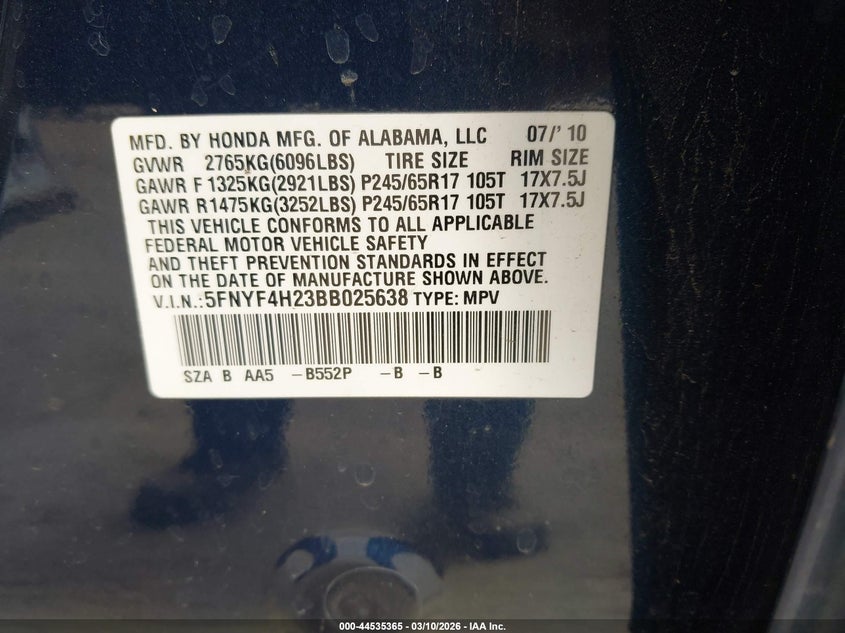 MFD. BY HONDA MFG. OF ALABAMA, LLC 07/' 10
GVWR 2765KG(6096LBS) TIRE SIZE RIM SIZE
GAWR F 1325KG(2921LBS) P245/65R17 105T 17X7.5J
GAWR R1475KG(3252LBS) P245/65R17 105T 17X7.5J
THIS VEHICLE CONFORMS TO ALL APPLICABLE
FEDERAL MOTOR VEHICLE SAFETY
AND THEFT PREVENTION STANDARDS IN EFFECT
ON THE DATE OF MANUFACTURE SHOWN ABOVE.
V.I.N.:5FNYF4H23BB025638 TYPE: MPV
SZA B AA5 -B552P -B -B
000-44535365 - 03/10/2026 - IAA Inc.